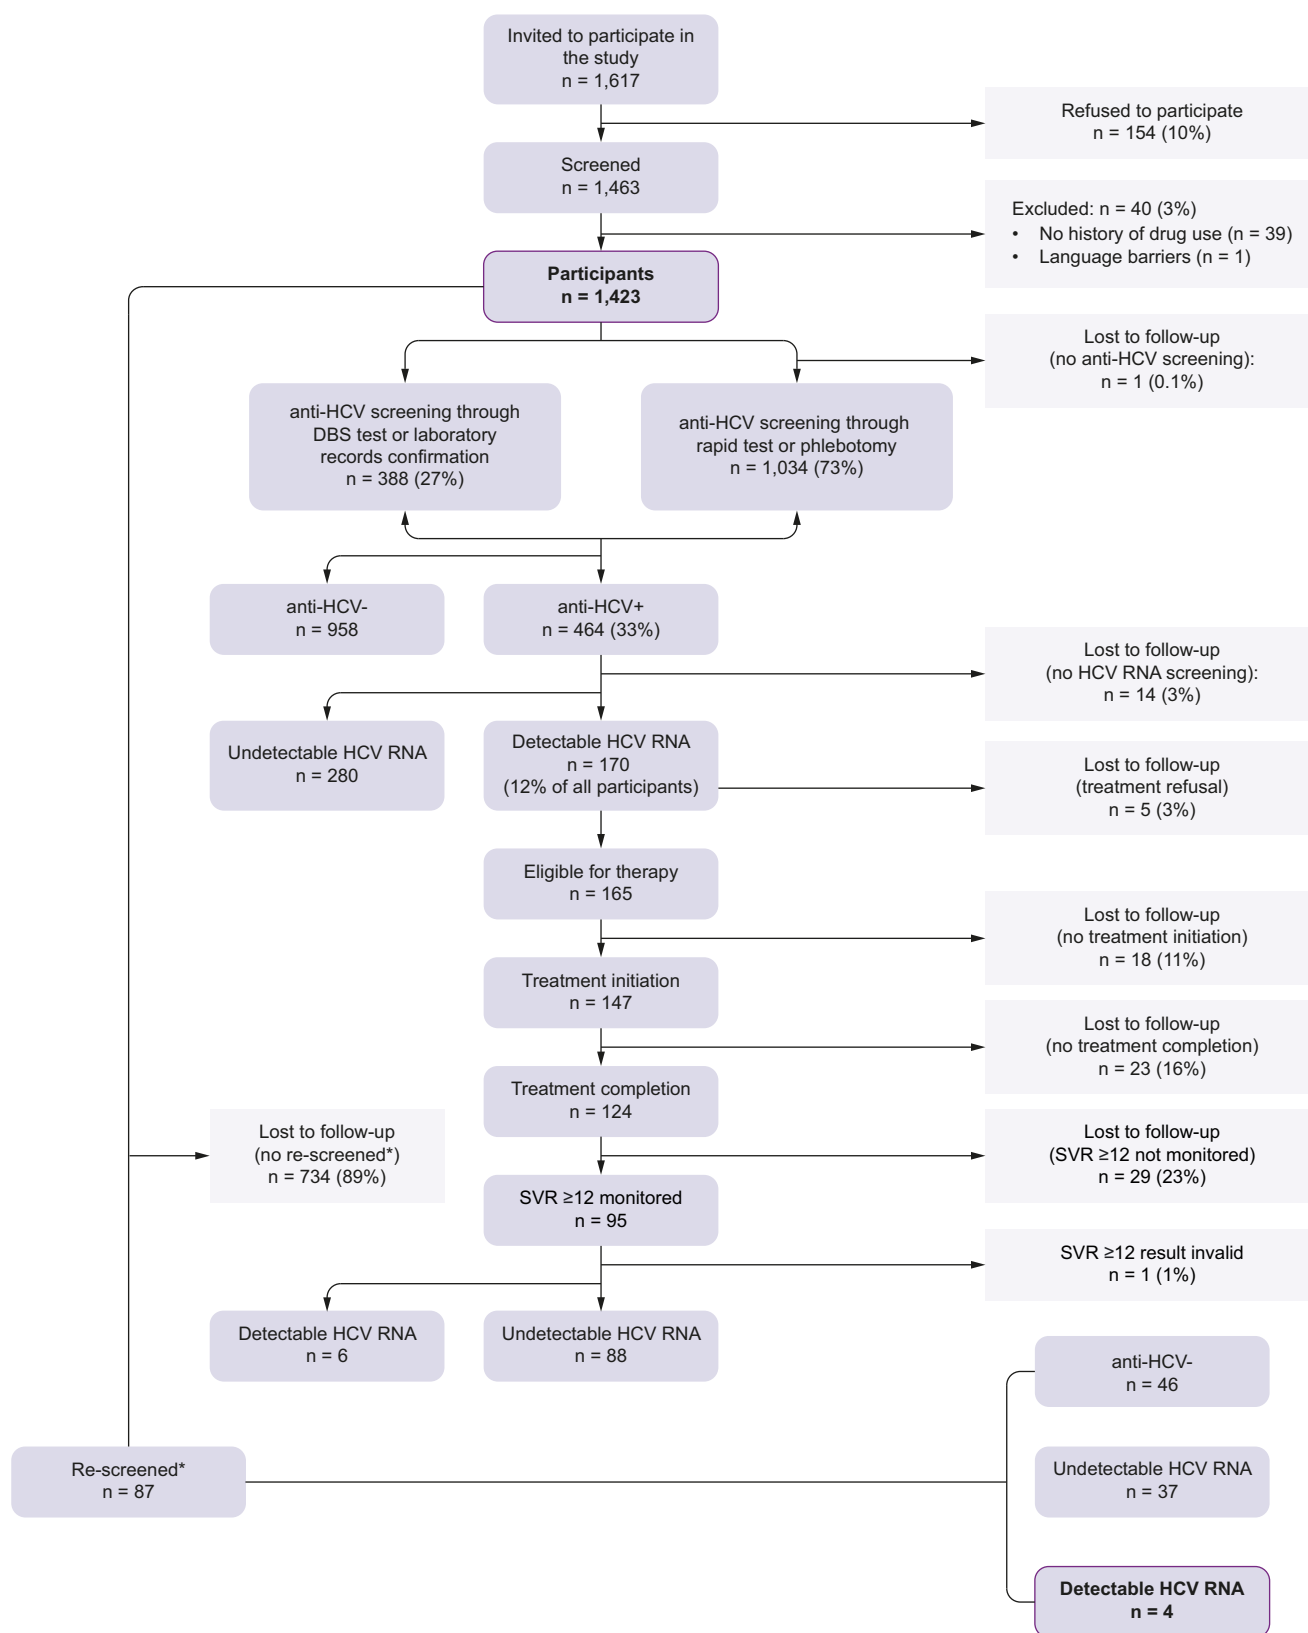 Invited to participate in
the study
n = 1,617
Refused to participate
n = 154 (10%)
Screened
n = 1,463
Excluded: n = 40 (3%)
• No history of drug use (n = 39)
• Language barriers (n = 1)
Participants
n = 1,423
Lost to follow-up
(no anti-HCV screening):
n = 1 (0.1%)
anti-HCV screening through
DBS test or laboratory
records confirmation
n = 388 (27%)
anti-HCV screening through
rapid test or phlebotomy
n = 1,034 (73%)
anti-HCV-
n = 958
anti-HCV+
n = 464 (33%)
Lost to follow-up
(no HCV RNA screening):
n = 14 (3%)
Undetectable HCV RNA
n = 280
Detectable HCV RNA
n = 170
(12% of all participants)
Lost to follow-up
(treatment refusal)
n = 5 (3%)
Eligible for therapy
n = 165
Lost to follow-up
(no treatment initiation)
n = 18 (11%)
Treatment initiation
n = 147
Lost to follow-up
(no treatment completion)
n = 23 (16%)
Treatment completion
n = 124
Lost to follow-up
(no re-screened*)
n = 734 (89%)
Lost to follow-up
(SVR ≥12 not monitored)
n = 29 (23%)
SVR ≥12 monitored
n = 95
SVR ≥12 result invalid
n = 1 (1%)
Detectable HCV RNA
n = 6
Undetectable HCV RNA
n = 88
anti-HCV-
n = 46
Re-screened*
n = 87
Undetectable HCV RNA
n = 37
Detectable HCV RNA
n = 4